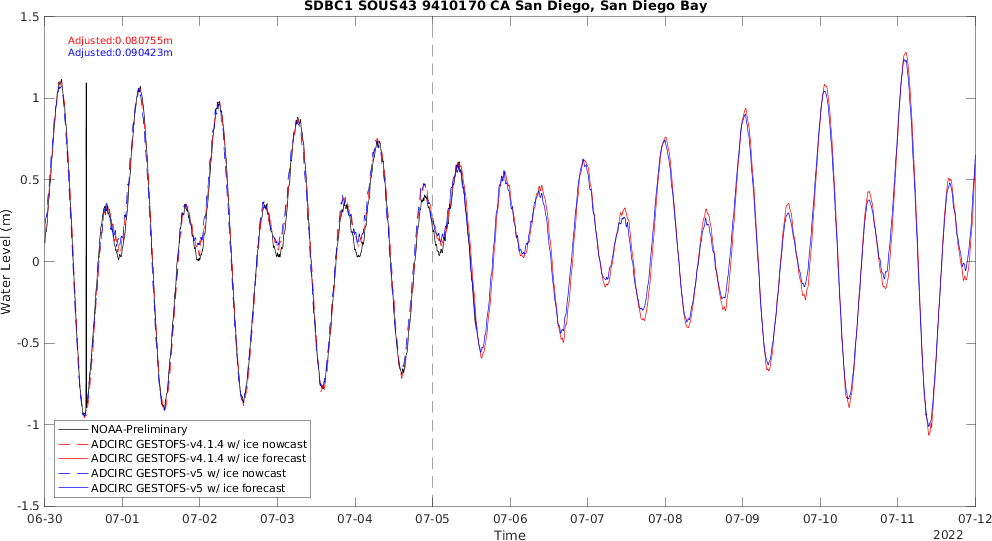 SDBC1 SOUS43 9410170 CA San Diego, San Diego Bay
1.5
Adjusted:0.080755m
Adjusted:0.090423m
1
0.5
0
-0.5
-1
-1.5
Water Level (m)
NOAA-Preliminary
ADCIRC GESTOFS-v4.1.4 w/ ice nowcast
ADCIRC GESTOFS-v4.1.4 w/ ice forecast
ADCIRC GESTOFS-v5 w/ ice nowcast
ADCIRC GESTOFS-v5 w/ ice forecast
06-30 07-01 07-02 07-03 07-04 07-05 07-06 07-07 07-08 07-09 07-10 07-11 07-12
Time
2022